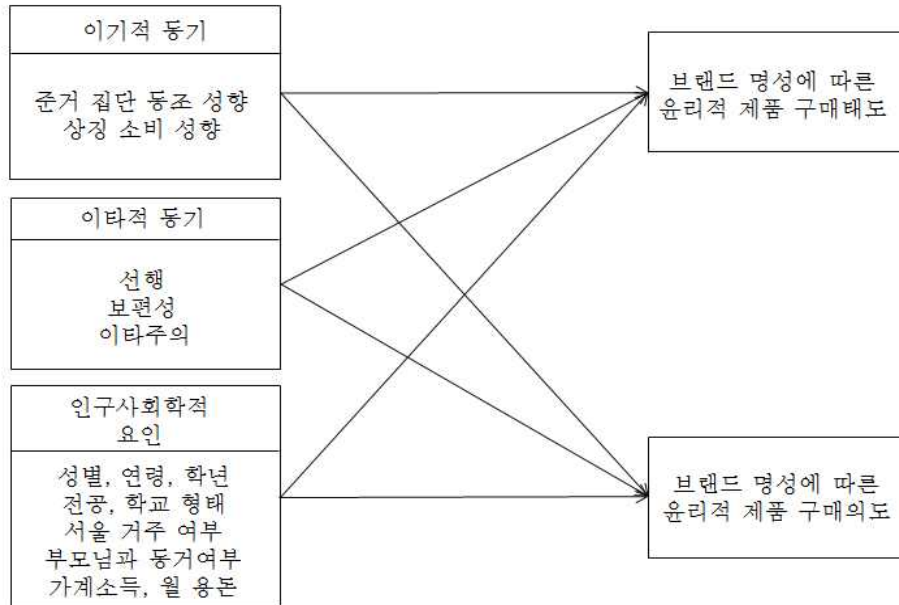 이기적 동기
준거 집단 동조 성향
상징 소비 성향
이타적 동기
선행
보편성
이타주의
인구사회학적
요인
성별, 연령, 학년
전공, 학교 형태
서울 거주 여부
부모님과 동거여부
가계소득, 월 용돈
브랜드 명성에 따른
윤리적 제품 구매태도
브랜드 명성에 따른
윤리적 제품 구매의도